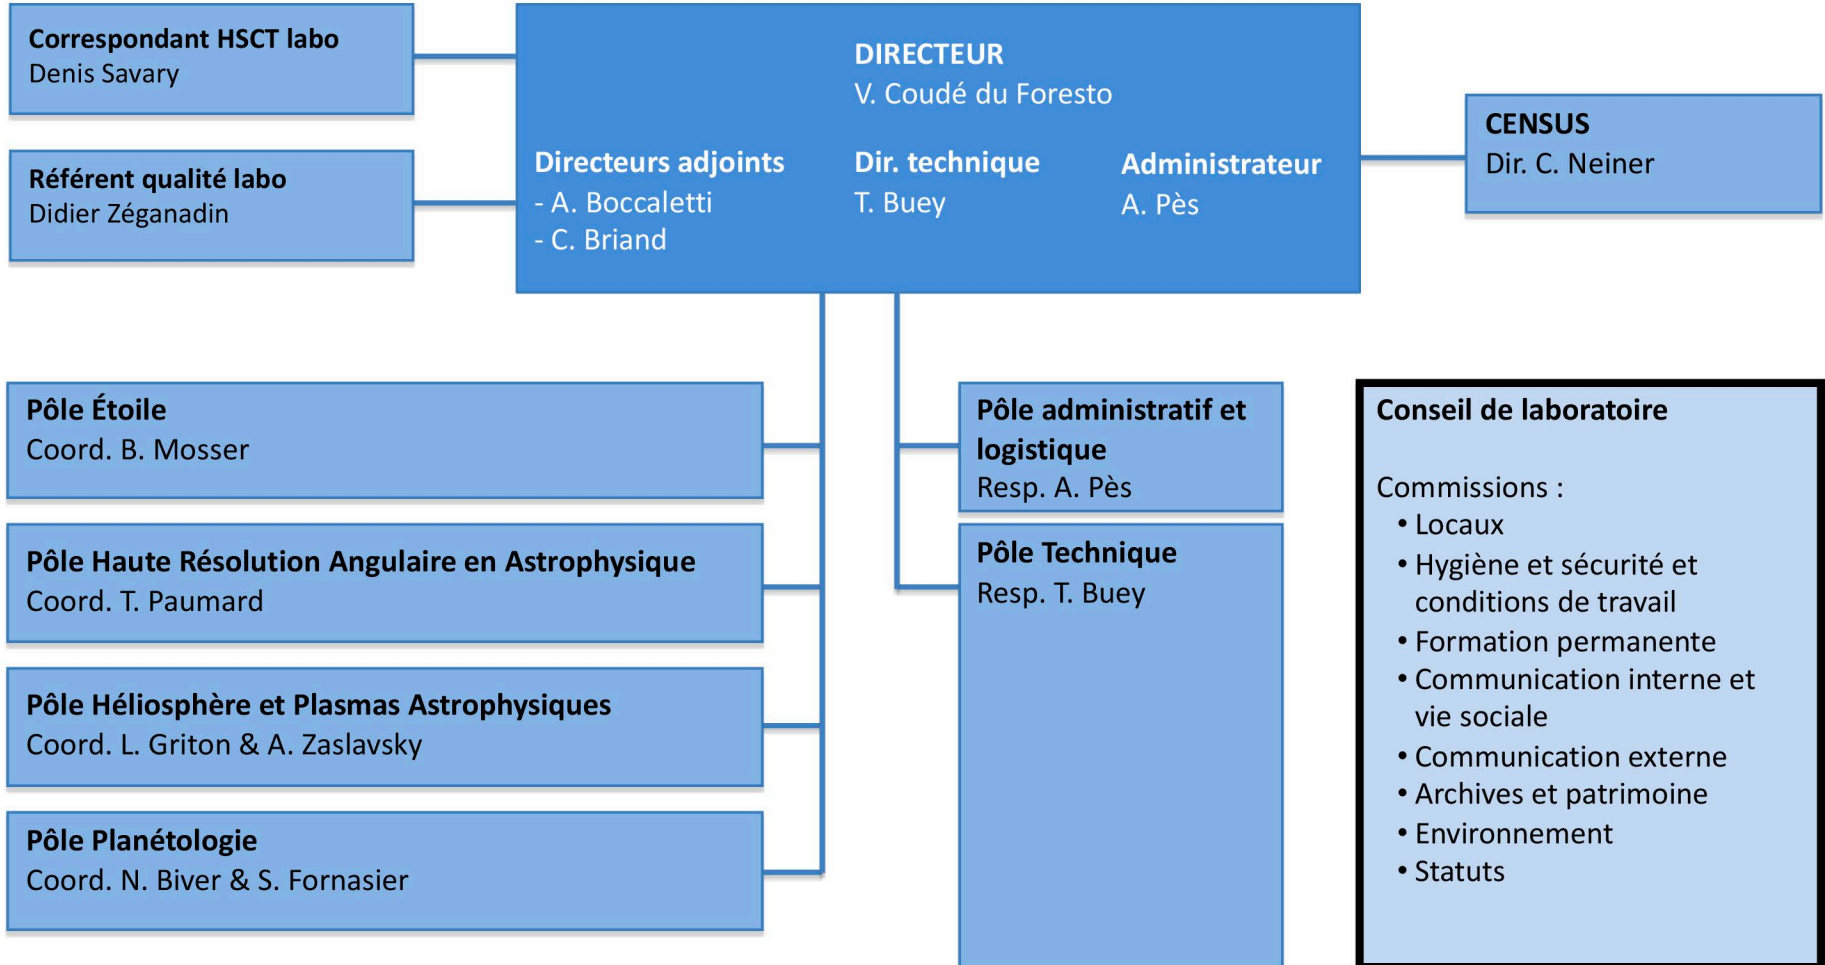 Correspondant HSCT labo
Denis Savary
Référent qualité labo
Didier Zéganadin
DIRECTEUR
V. Coudé du Foresto
Directeurs adjoints
- A. Boccaletti
- C. Briand
Dir. technique
T. Buey
Administrateur
A. Pès
CENSUS
Dir. C. Neiner
Pôle Étoile
Coord. B. Mosser
Pôle Haute Résolution Angulaire en Astrophysique
Coord. T. Paumard
Pôle Héliosphère et Plasmas Astrophysiques
Coord. L. Griton & A. Zaslavsky
Pôle Planétologie
Coord. N. Biver & S. Fornasier
Pôle administratif et
logistique
Resp. A. Pès
Pôle Technique
Resp. T. Buey
Conseil de laboratoire
Commissions :
• Locaux
• Hygiène et sécurité et
conditions de travail
• Formation permanente
• Communication interne et
vie sociale
• Communication externe
• Archives et patrimoine
• Environnement
• Statuts